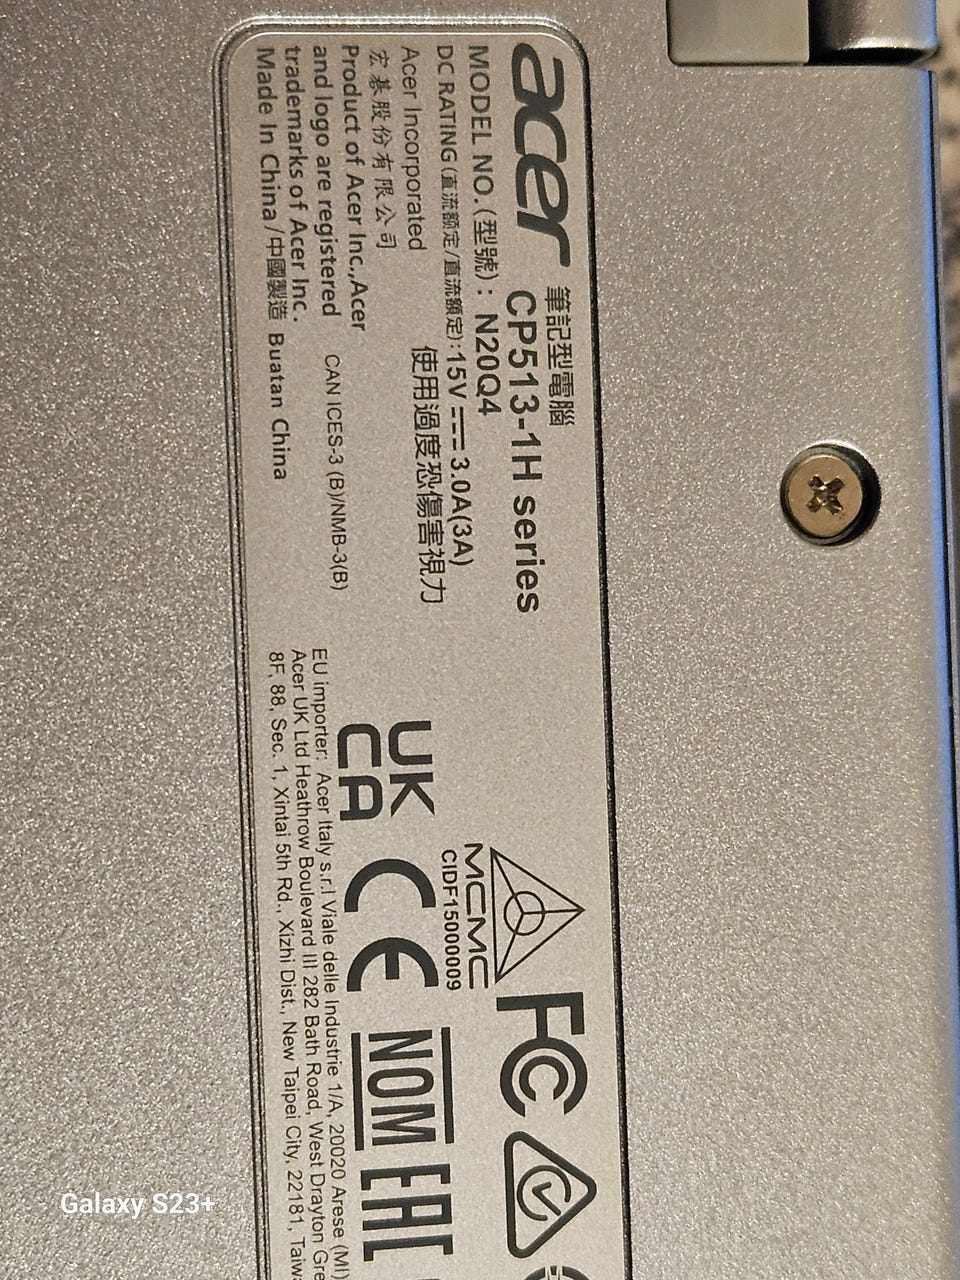 acer 筆記型電腦
CP513-1H series
MODEL NO.(型號): N20Q4
DC RATING (直流額定/直流额定):15V ⎓ 3.0A(3A)
Acer Incorporated 使用過度恐傷害視力
宏碁股份有限公司
Product of Acer Inc.,Acer
and logo are registered
trademarks of Acer Inc.
CAN ICES-3 (B)/NMB-3(B)
Made In China/中國製造 Buatan China
UK
CA
CE
MCMC
CIDF15000009
FC
NOM
EAC
EU importer: Acer Italy s.r.l Viale delle Industrie 1/A, 20020 Arese (MI)
Acer UK Ltd Heathrow Boulevard III 282 Bath Road, West Drayton Gre
8F, 88, Sec. 1, Xintai 5th Rd., Xizhi Dist., New Taipei City, 22181, Taiw
Galaxy S23+